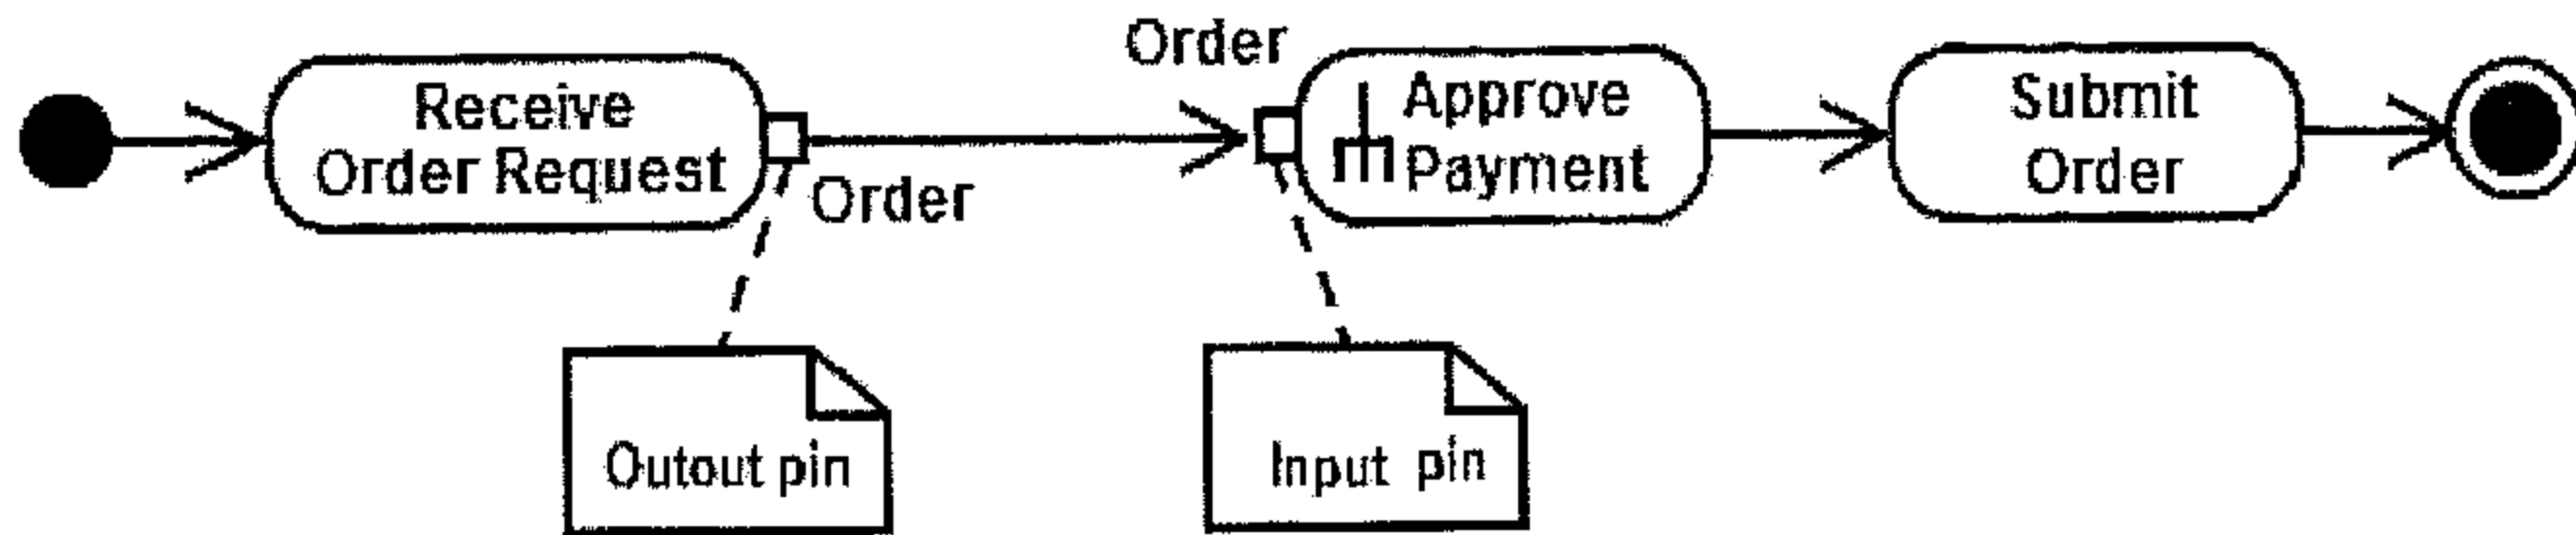 Receive
Order Request
Order
Order
Approve
Payment
Submit
Order
Outout pin
Input pin